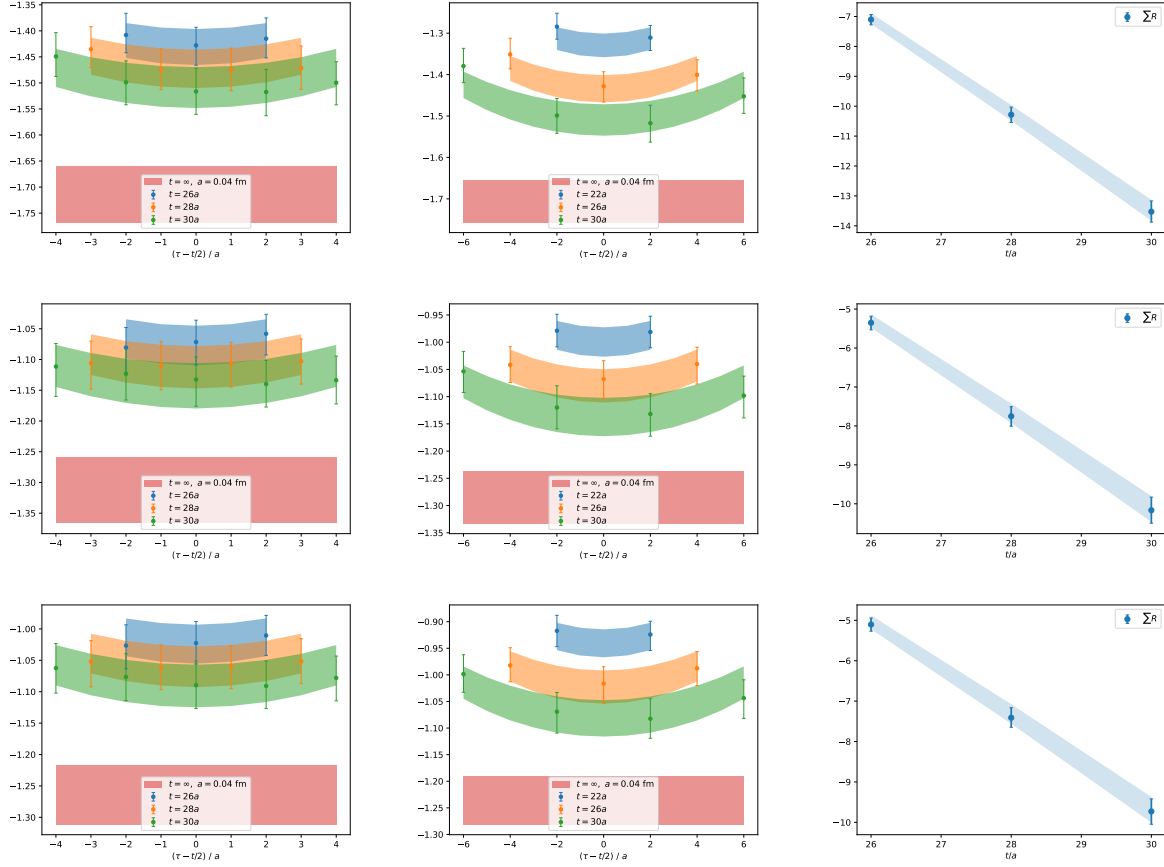 −1.35
−1.40
−1.45
−1.50
−1.55
−1.60
−1.65
−1.70
−1.75
t = ∞, a = 0.04 fm
t = 26a
t = 28a
t = 30a
−4 −3 −2 −1 0 1 2 3 4
(τ − t/2) / a
−1.3
−1.4
−1.5
−1.6
−1.7
t = ∞, a = 0.04 fm
t = 22a
t = 26a
t = 30a
−6 −4 −2 0 2 4 6
(τ − t/2) / a
−7
−8
−9
−10
−11
−12
−13
−14
∑R
26 27 28 29 30
t/a
−1.05
−1.10
−1.15
−1.20
−1.25
−1.30
−1.35
t = ∞, a = 0.04 fm
t = 26a
t = 28a
t = 30a
−4 −3 −2 −1 0 1 2 3 4
(τ − t/2) / a
−0.95
−1.00
−1.05
−1.10
−1.15
−1.20
−1.25
−1.30
−1.35
t = ∞, a = 0.04 fm
t = 22a
t = 26a
t = 30a
−6 −4 −2 0 2 4 6
(τ − t/2) / a
−5
−6
−7
−8
−9
−10
∑R
26 27 28 29 30
t/a
−1.00
−1.05
−1.10
−1.15
−1.20
−1.25
−1.30
t = ∞, a = 0.04 fm
t = 26a
t = 28a
t = 30a
−4 −3 −2 −1 0 1 2 3 4
(τ − t/2) / a
−0.90
−0.95
−1.00
−1.05
−1.10
−1.15
−1.20
−1.25
−1.30
t = ∞, a = 0.04 fm
t = 22a
t = 26a
t = 30a
−6 −4 −2 0 2 4 6
(τ − t/2) / a
−5
−6
−7
−8
−9
−10
∑R
26 27 28 29 30
t/a